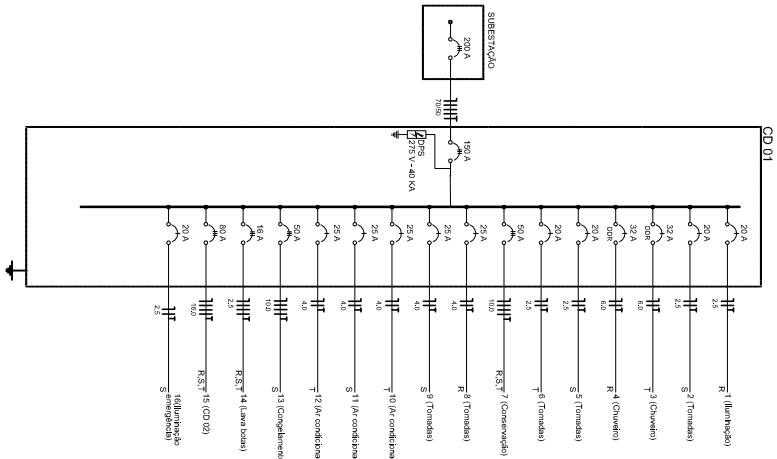 SUBESTAÇÃO
200 A
70/50
CD 01
150 A
DPS
275 V - 40 KA
20 A
80 A
16 A
50 A
25 A
25 A
25 A
25 A
25 A
50 A
20 A
20 A
32 A
DDR
32 A
DDR
20 A
20 A
2,5
16,0
2,5
10,0
4,0
4,0
4,0
4,0
4,0
10,0
2,5
2,5
6,0
6,0
2,5
2,5
16(Iluminação
S emergência)
R,S,T 15 (CD 02)
R,S,T 14 (Lava botas)
S 13 (Congelamento
T 12 (Ar condiciona
S 11 (Ar condiciona
T 10 (Ar condiciona
S 9 (Tomadas)
R 8 (Tomadas)
R,S,T 7 (Conservação)
T 6 (Tomadas)
S 5 (Tomadas)
R 4 (Chuveiro)
T 3 (Chuveiro)
S 2 (Tomadas)
R 1 (Iluminação)